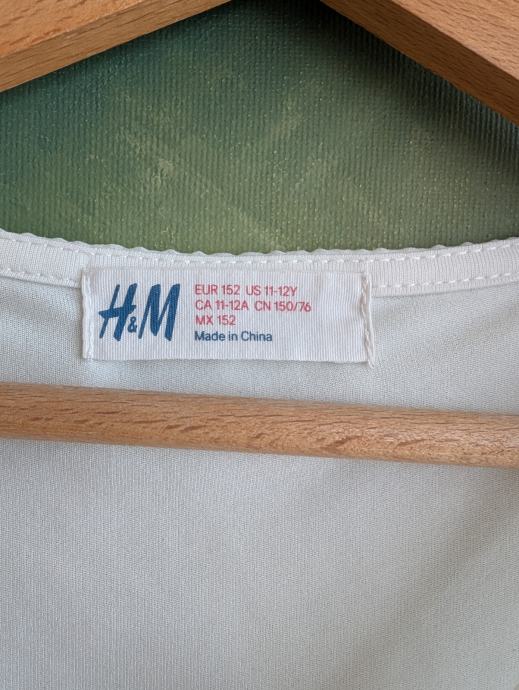 H&M
EUR 152 US 11-12Y
CA 11-12A CN 150/76
MX 152
Made in China